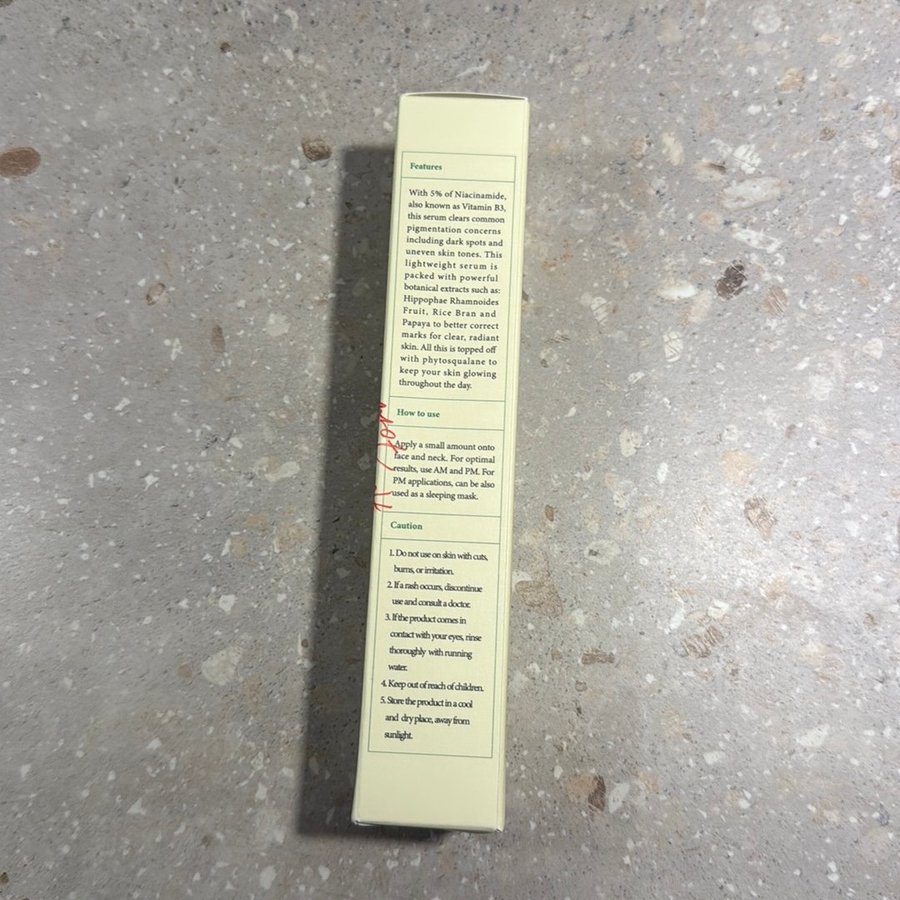 Features
With 5% of Niacinamide,
also known as Vitamin B3,
this serum clears common
pigmentation concerns
including dark spots and
uneven skin tones. This
lightweight serum is
packed with powerful
botanical extracts such as:
Hippophae Rhamnoides
Fruit, Rice Bran and
Papaya to better correct
marks for clear, radiant
skin. All this is topped off
with phytosqualane to
keep your skin glowing
throughout the day.
How to use
Apply a small amount onto
face and neck. For optimal
results, use AM and PM. For
PM applications, can be also
used as a sleeping mask.
Caution
1. Do not use on skin with cuts,
burns, or irritation.
2. If a rash occurs, discontinue
use and consult a doctor.
3. If the product comes in
contact with your eyes, rinse
thoroughly with running
water.
4. Keep out of reach of children.
5. Store the product in a cool
and dry place, away from
sunlight.